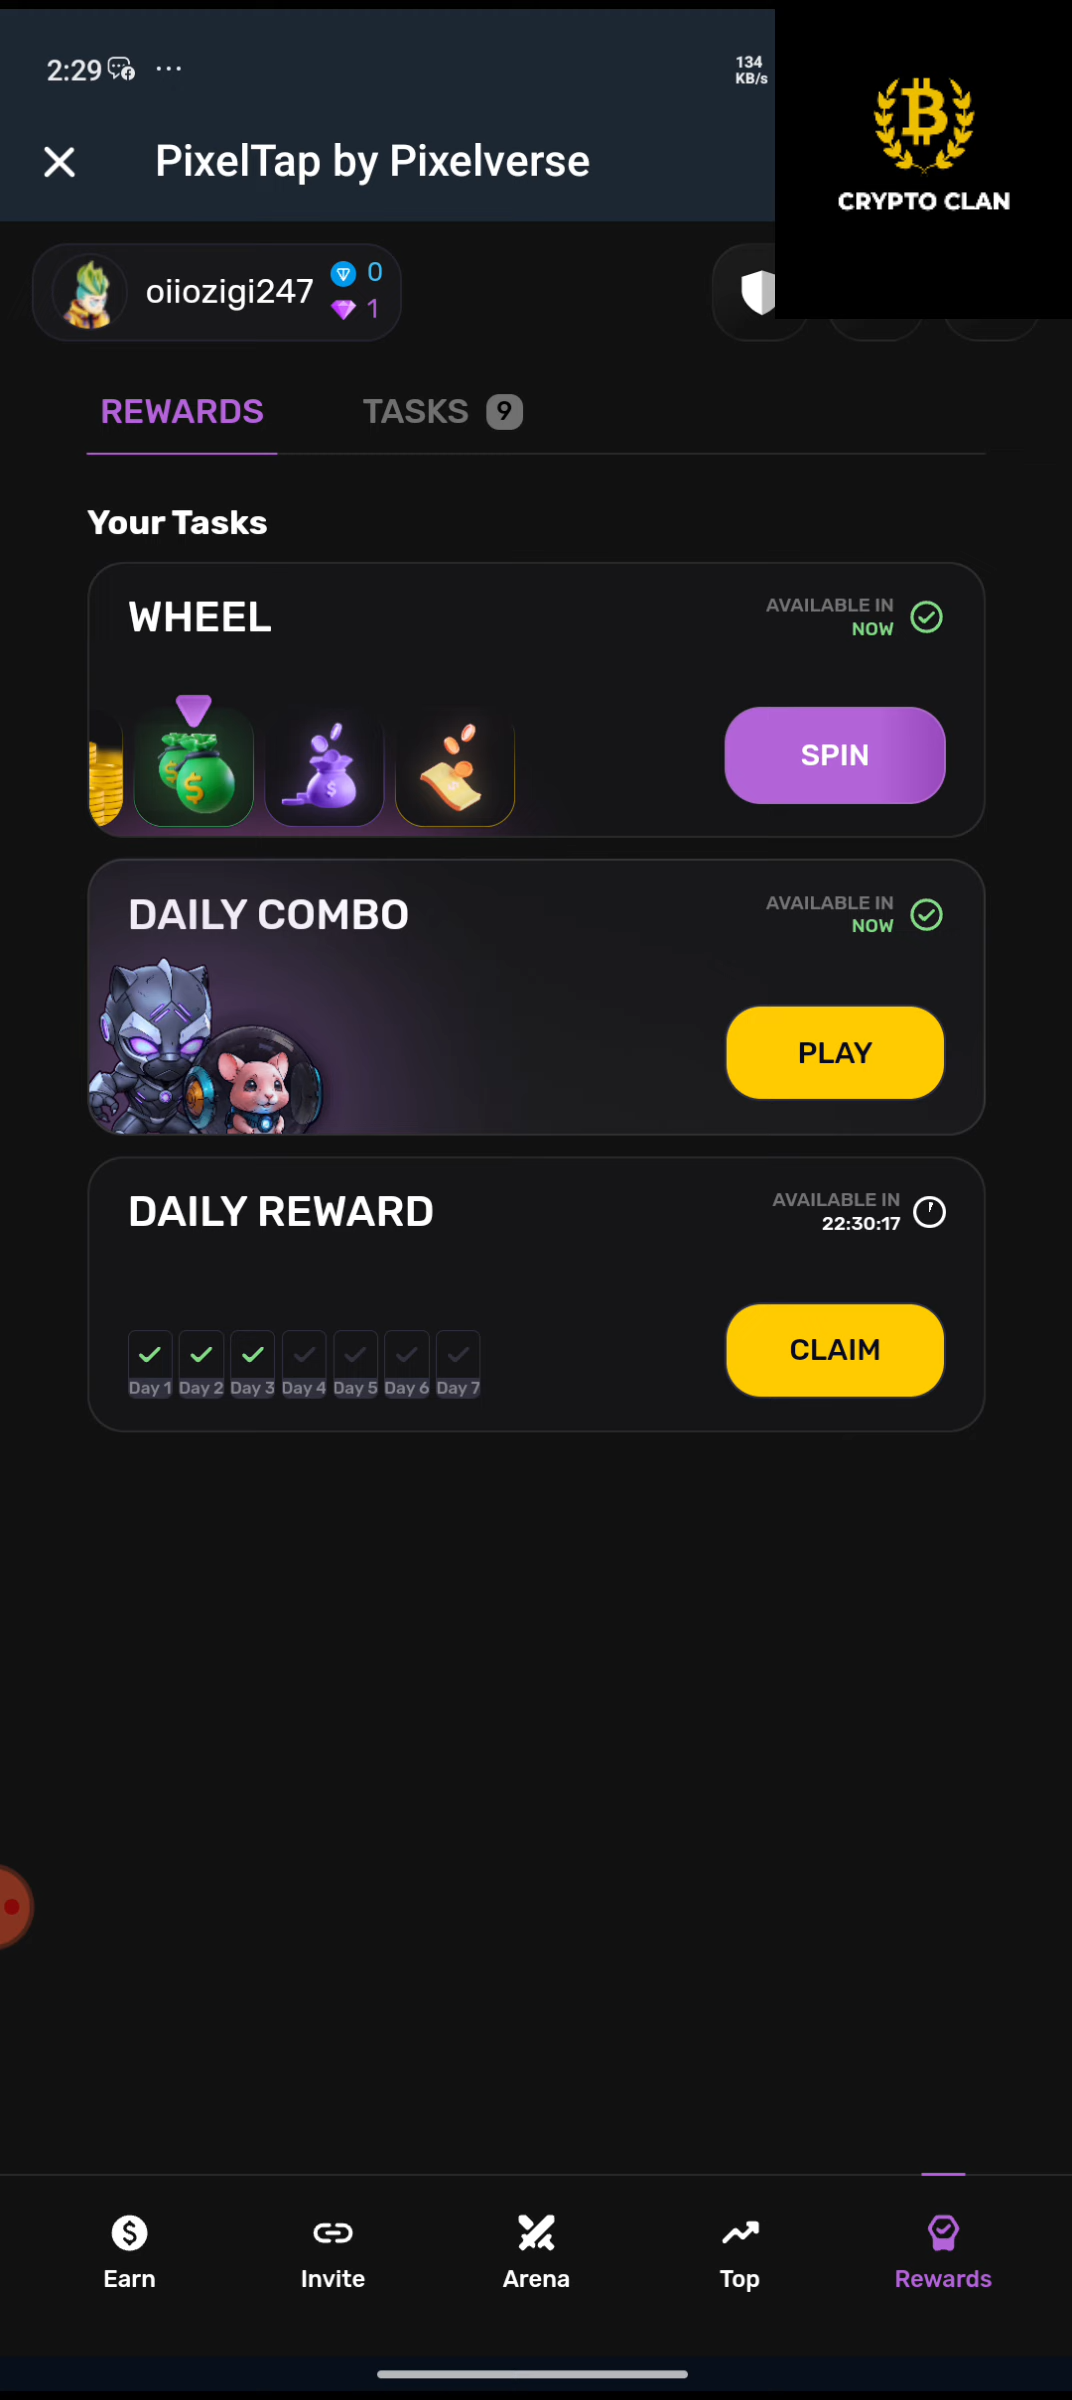 2:29 ...
134
KB/s
PixelTap by Pixelverse
CRYPTO CLAN
oiiozigi247
0
1
REWARDS
TASKS 9
Your Tasks
WHEEL
AVAILABLE IN
NOW
SPIN
DAILY COMBO
AVAILABLE IN
NOW
PLAY
DAILY REWARD
AVAILABLE IN
22:30:17
CLAIM
Day 1 Day 2 Day 3 Day 4 Day 5 Day 6 Day 7
Earn Invite Arena Top Rewards